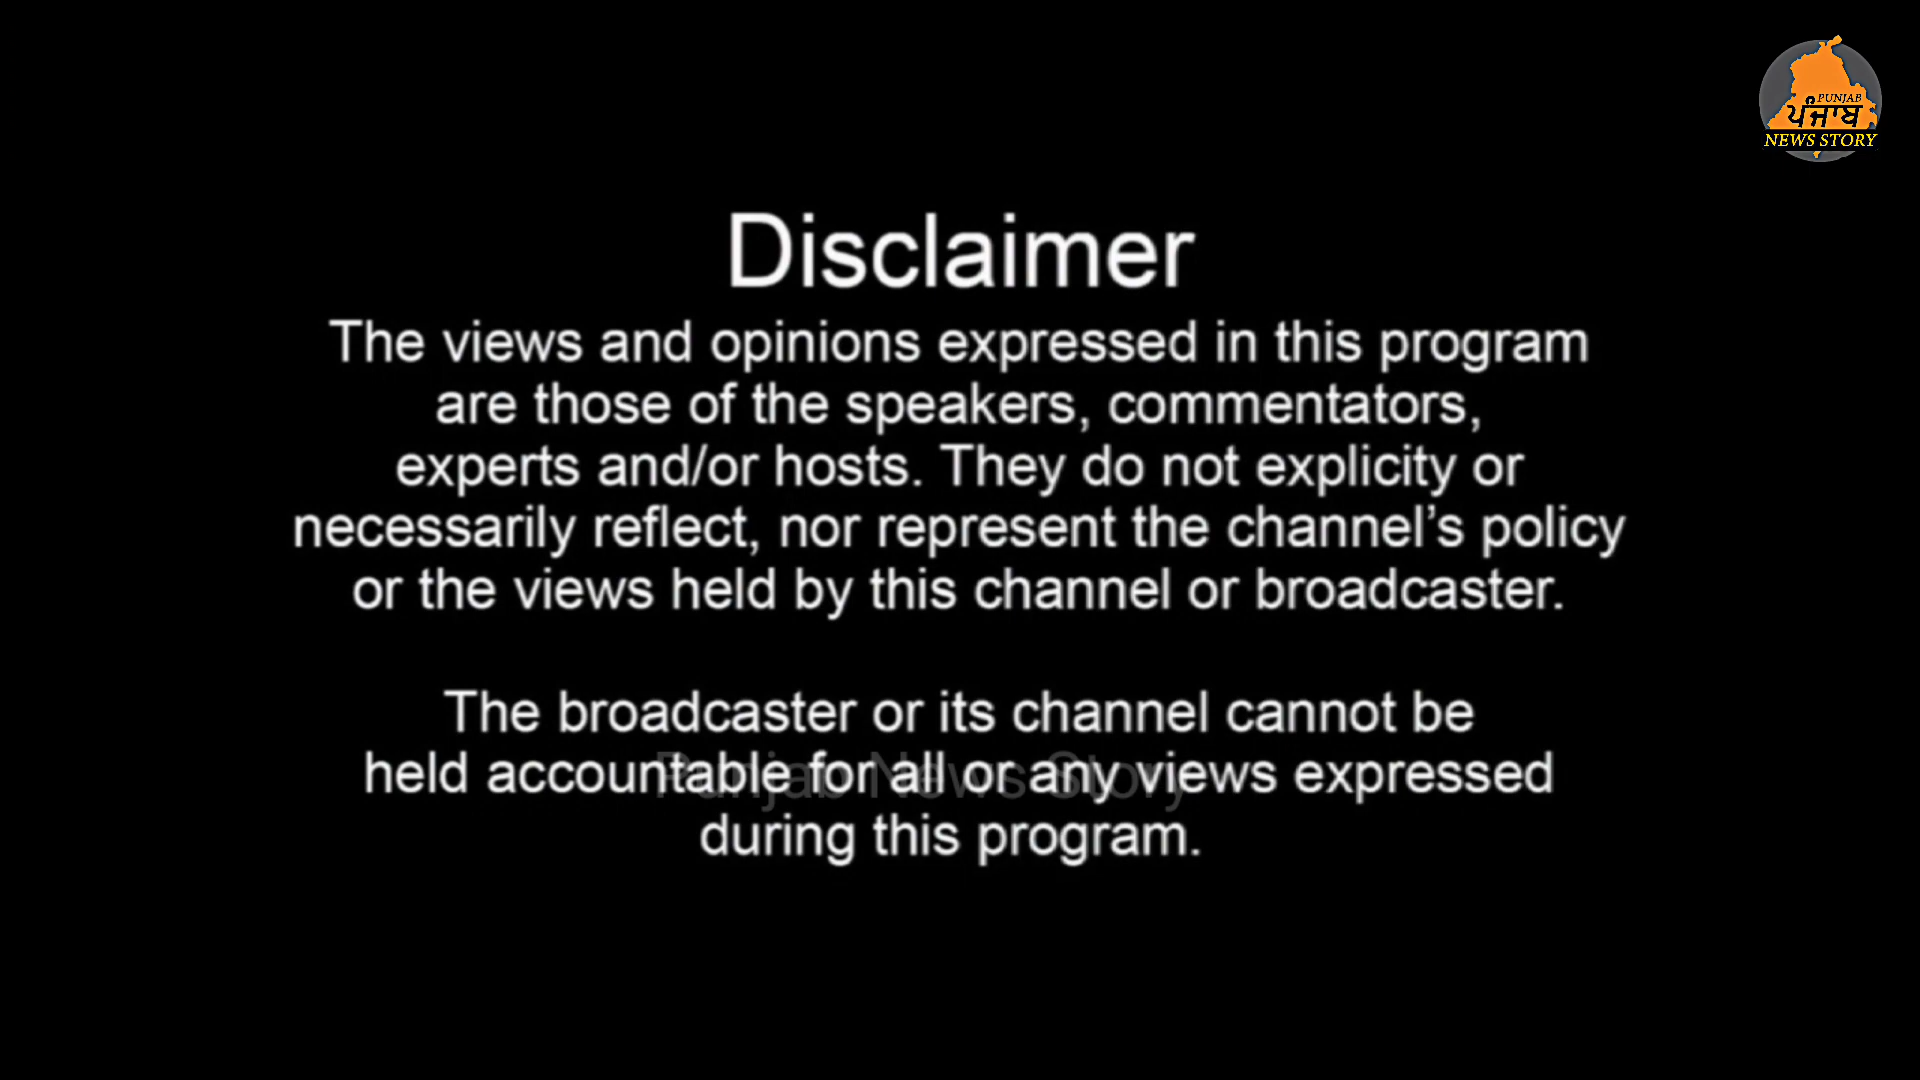 PUNJAB
ਪੰਜਾਬ
NEWS STORY
Disclaimer
The views and opinions expressed in this program
are those of the speakers, commentators,
experts and/or hosts. They do not explicity or
necessarily reflect, nor represent the channel’s policy
or the views held by this channel or broadcaster.
The broadcaster or its channel cannot be
held accountable for all or any views expressed
Punjab News Story
during this program.